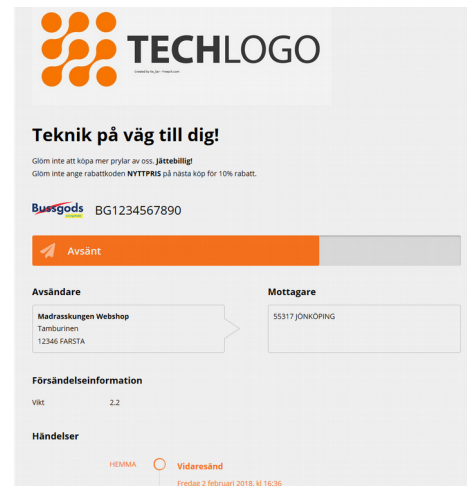 TECHLOGO
Teknik på väg till dig!
Glöm inte att köpa mer prylar av oss. Jättebillig!
Glöm inte ange rabattkoden NYTTPRIS på nästa köp för 10% rabatt.
Bussgods BG1234567890
Avsänt
Avsändare
Mottagare
Madrasskungen Webshop
Tamburinen
12346 FARSTA
55317 JÖNKÖPING
Försändelseinformation
Vikt 2.2
Händelser
HEMMA Vidaresänd
Fredag 2 februari 2018, kl 16:36